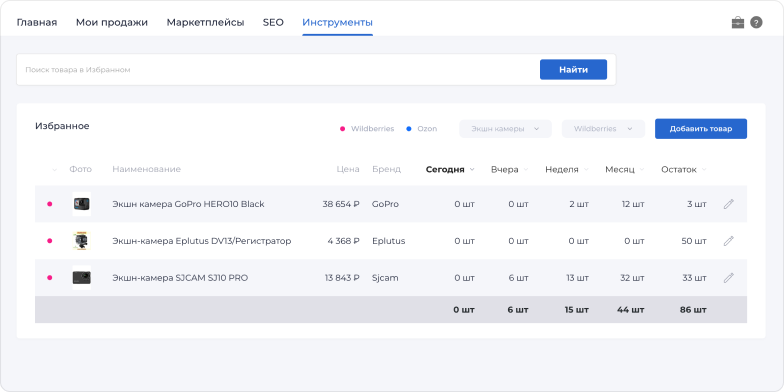 Главная Мои продажи Маркетплейсы SEO Инструменты ?
Поиск товара в Избранном Найти
Избранное Wildberries Ozon Экшн камеры Wildberries Добавить товар
Фото Наименование Цена Бренд Сегодня Вчера Неделя Месяц Остаток
Экшн камера GoPro HERO10 Black 38 654 ₽ GoPro 0 шт 0 шт 2 шт 12 шт 3 шт
Экшн-камера Eplutus DV13/Регистратор 4 368 ₽ Eplutus 0 шт 0 шт 0 шт 0 шт 50 шт
Экшн-камера SJCAM SJ10 PRO 13 843 ₽ Sjcam 0 шт 6 шт 13 шт 32 шт 33 шт
0 шт 6 шт 15 шт 44 шт 86 шт